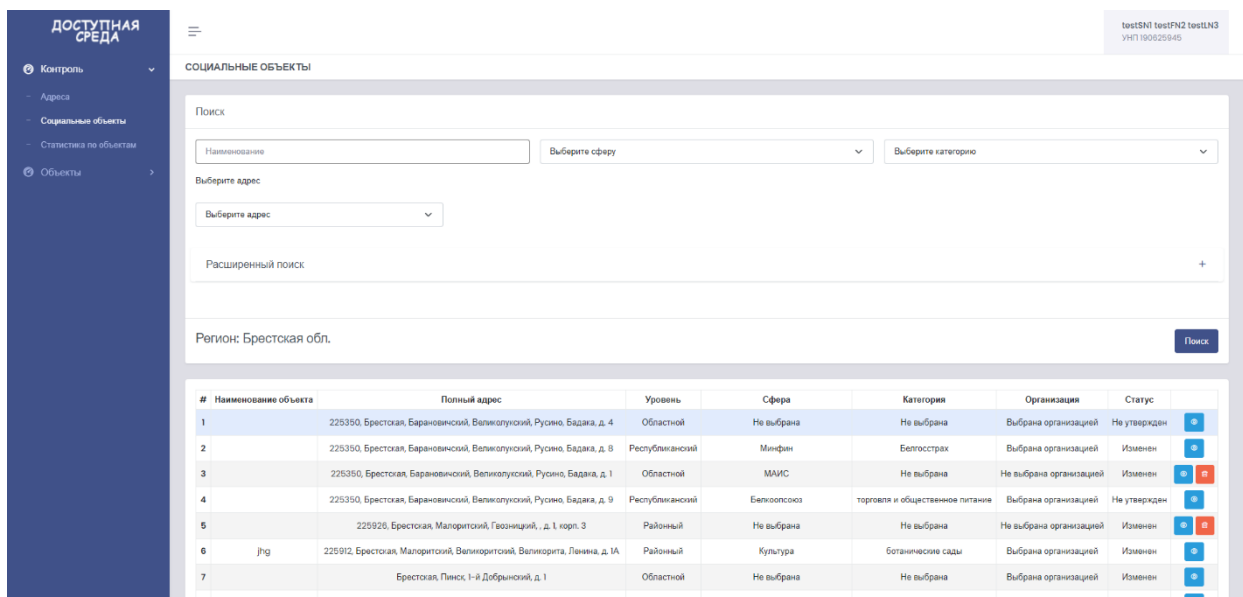 ДОСТУПНАЯ
СРЕДА
testSN1 testFN2 testLN3
УНП 190825945
Контроль
Адреса
Социальные объекты
Статистика по объектам
Объекты
СОЦИАЛЬНЫЕ ОБЪЕКТЫ
Поиск
Наименование Выберите сферу Выберите категорию
Выберите адрес
Выберите адрес
Расширенный поиск +
Регион: Брестская обл. Поиск
# Наименование объекта Полный адрес Уровень Сфера Категория Организация Статус
1 225350, Брестская, Барановичский, Великолукский, Русино, Бадака, д. 4 Областной Не выбрана Не выбрана Выбрана организацией Не утвержден
2 225350, Брестская, Барановичский, Великолукский, Русино, Бадака, д. 8 Республиканский Минфин Белгосстрах Выбрана организацией Изменен
3 225350, Брестская, Барановичский, Великолукский, Русино, Бадака, д. 1 Областной МАИС Не выбрана Не выбрана организацией Изменен
4 225350, Брестская, Барановичский, Великолукский, Русино, Бадака, д. 9 Республиканский Белкоопсоюз торговля и общественное питание Выбрана организацией Не утвержден
5 225926, Брестская, Малоритский, Гвозницкий, , д. 1, корп. 3 Районный Не выбрана Не выбрана Не выбрана организацией Изменен
6 jhg 225912, Брестская, Малоритский, Великоритский, Великорита, Ленина, д. 1А Районный Культура ботанические сады Выбрана организацией Изменен
7 Брестская, Пинск, 1-й Добрынский, д. 1 Областной Не выбрана Не выбрана Выбрана организацией Изменен